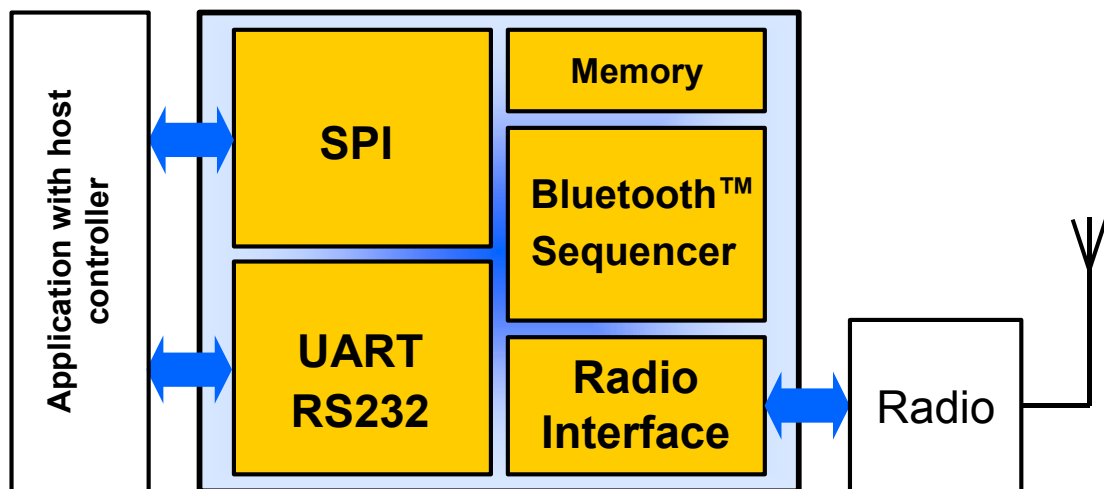 Application with host
controller
SPI
UART
RS232
Memory
Bluetooth™
Sequencer
Radio
Interface
Radio